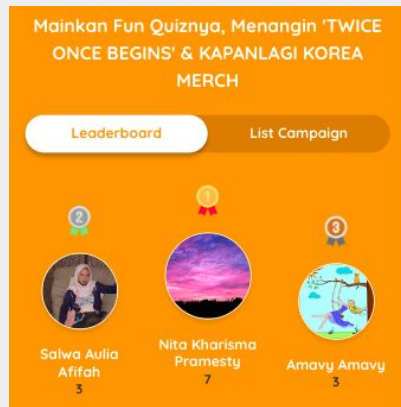 Mainkan Fun Quiznya, Menangin 'TWICE
ONCE BEGINS' & KAPANLAGI KOREA
MERCH
Leaderboard
List Campaign
2
1
3
Salwa Aulia
Afifah
3
Nita Kharisma
Pramesty
7
Amavy Amavy
3